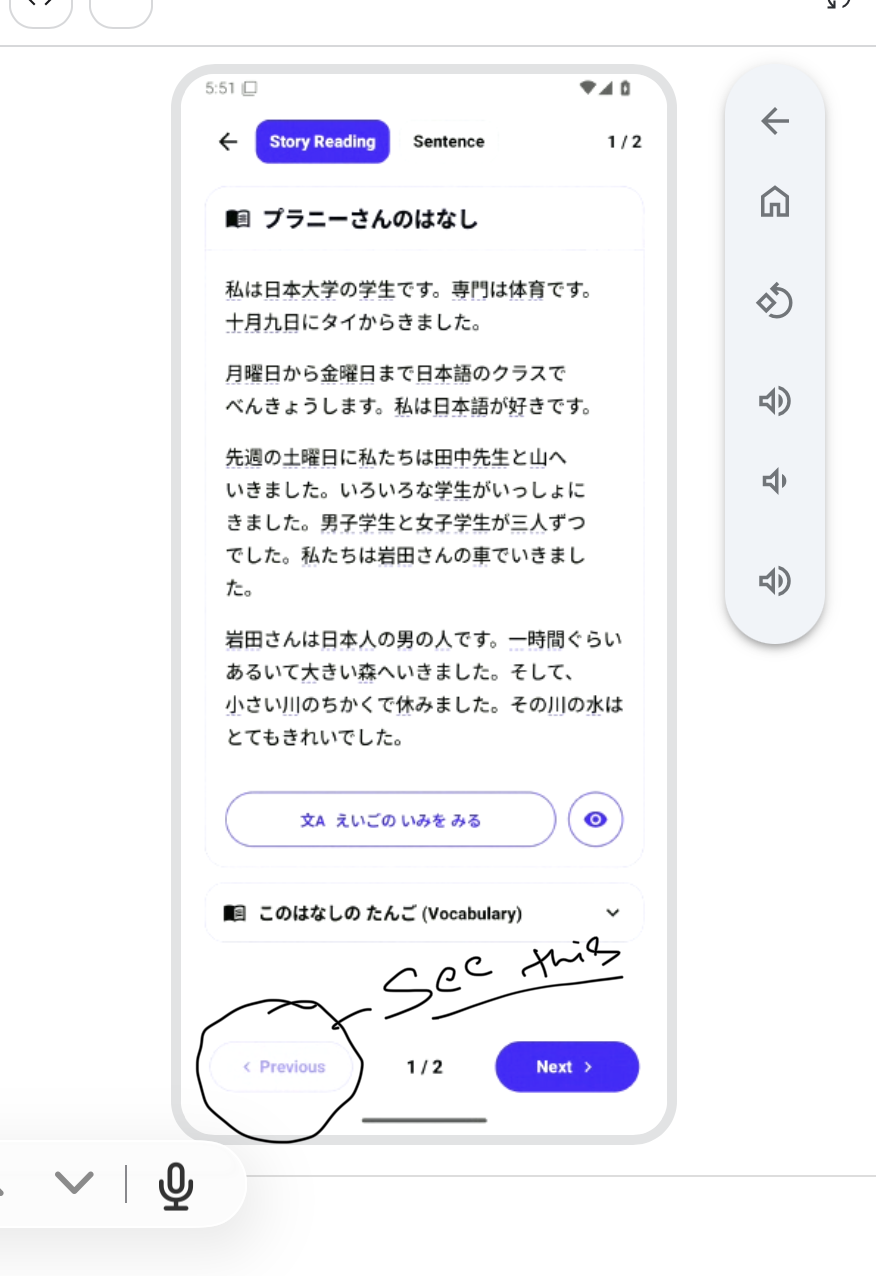 5:51
Story Reading Sentence 1 / 2
プラニーさんのはなし
私は日本大学の学生です。専門は体育です。
十月九日にタイからきました。
月曜日から金曜日まで日本語のクラスで
べんきょうします。私は日本語が好きです。
先週の土曜日に私たちは田中先生と山へ
いきました。いろいろな学生がいっしょに
きました。男子学生と女子学生が三人ずつ
でした。私たちは岩田さんの車でいきまし
た。
岩田さんは日本人の男の人です。一時間ぐらい
あるいて大きい森へいきました。そして、
小さい川のちかくで休みました。その川の水は
とてもきれいでした。
文A えいごの いみを みる
このはなしの たんご (Vocabulary)
See this
Previous 1 / 2 Next